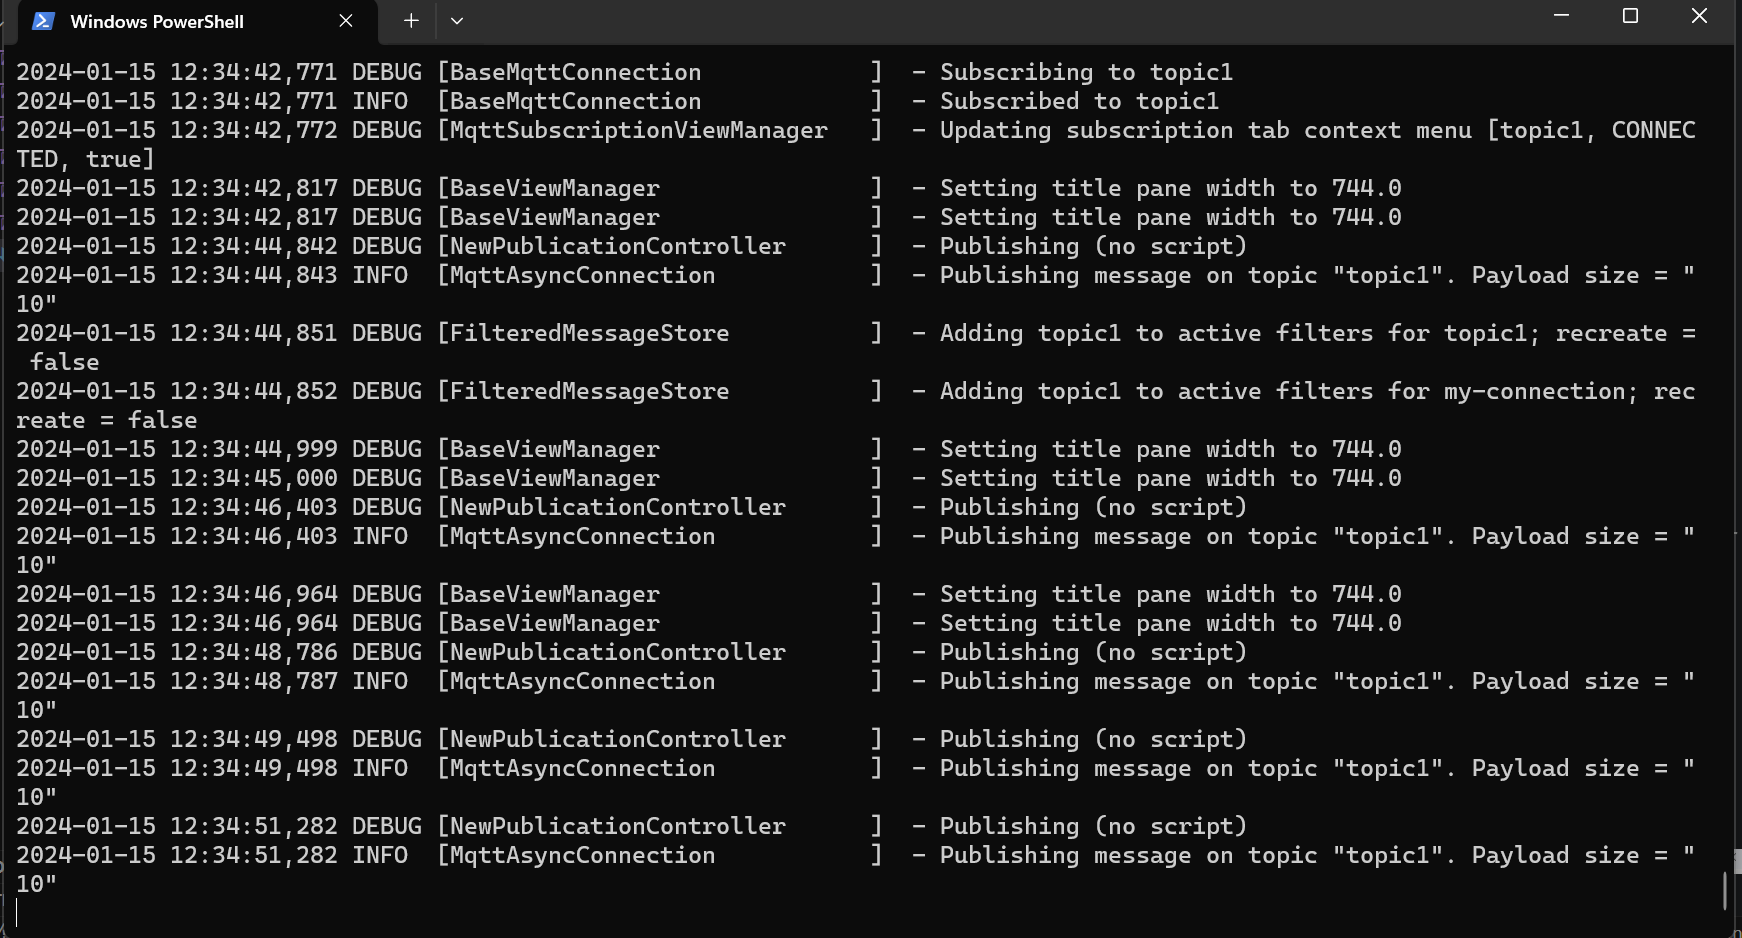 Windows PowerShell
2024-01-15 12:34:42,771 DEBUG [BaseMqttConnection            ]  - Subscribing to topic1
2024-01-15 12:34:42,771 INFO  [BaseMqttConnection            ]  - Subscribed to topic1
2024-01-15 12:34:42,772 DEBUG [MqttSubscriptionViewManager   ]  - Updating subscription tab context menu [topic1, CONNEC
TED, true]
2024-01-15 12:34:42,817 DEBUG [BaseViewManager               ]  - Setting title pane width to 744.0
2024-01-15 12:34:42,817 DEBUG [BaseViewManager               ]  - Setting title pane width to 744.0
2024-01-15 12:34:44,842 DEBUG [NewPublicationController      ]  - Publishing (no script)
2024-01-15 12:34:44,843 INFO  [MqttAsyncConnection           ]  - Publishing message on topic "topic1". Payload size = "
10"
2024-01-15 12:34:44,851 DEBUG [FilteredMessageStore          ]  - Adding topic1 to active filters for topic1; recreate =
 false
2024-01-15 12:34:44,852 DEBUG [FilteredMessageStore          ]  - Adding topic1 to active filters for my-connection; rec
reate = false
2024-01-15 12:34:44,999 DEBUG [BaseViewManager               ]  - Setting title pane width to 744.0
2024-01-15 12:34:45,000 DEBUG [BaseViewManager               ]  - Setting title pane width to 744.0
2024-01-15 12:34:46,403 DEBUG [NewPublicationController      ]  - Publishing (no script)
2024-01-15 12:34:46,403 INFO  [MqttAsyncConnection           ]  - Publishing message on topic "topic1". Payload size = "
10"
2024-01-15 12:34:46,964 DEBUG [BaseViewManager               ]  - Setting title pane width to 744.0
2024-01-15 12:34:46,964 DEBUG [BaseViewManager               ]  - Setting title pane width to 744.0
2024-01-15 12:34:48,786 DEBUG [NewPublicationController      ]  - Publishing (no script)
2024-01-15 12:34:48,787 INFO  [MqttAsyncConnection           ]  - Publishing message on topic "topic1". Payload size = "
10"
2024-01-15 12:34:49,498 DEBUG [NewPublicationController      ]  - Publishing (no script)
2024-01-15 12:34:49,498 INFO  [MqttAsyncConnection           ]  - Publishing message on topic "topic1". Payload size = "
10"
2024-01-15 12:34:51,282 DEBUG [NewPublicationController      ]  - Publishing (no script)
2024-01-15 12:34:51,282 INFO  [MqttAsyncConnection           ]  - Publishing message on topic "topic1". Payload size = "
10"